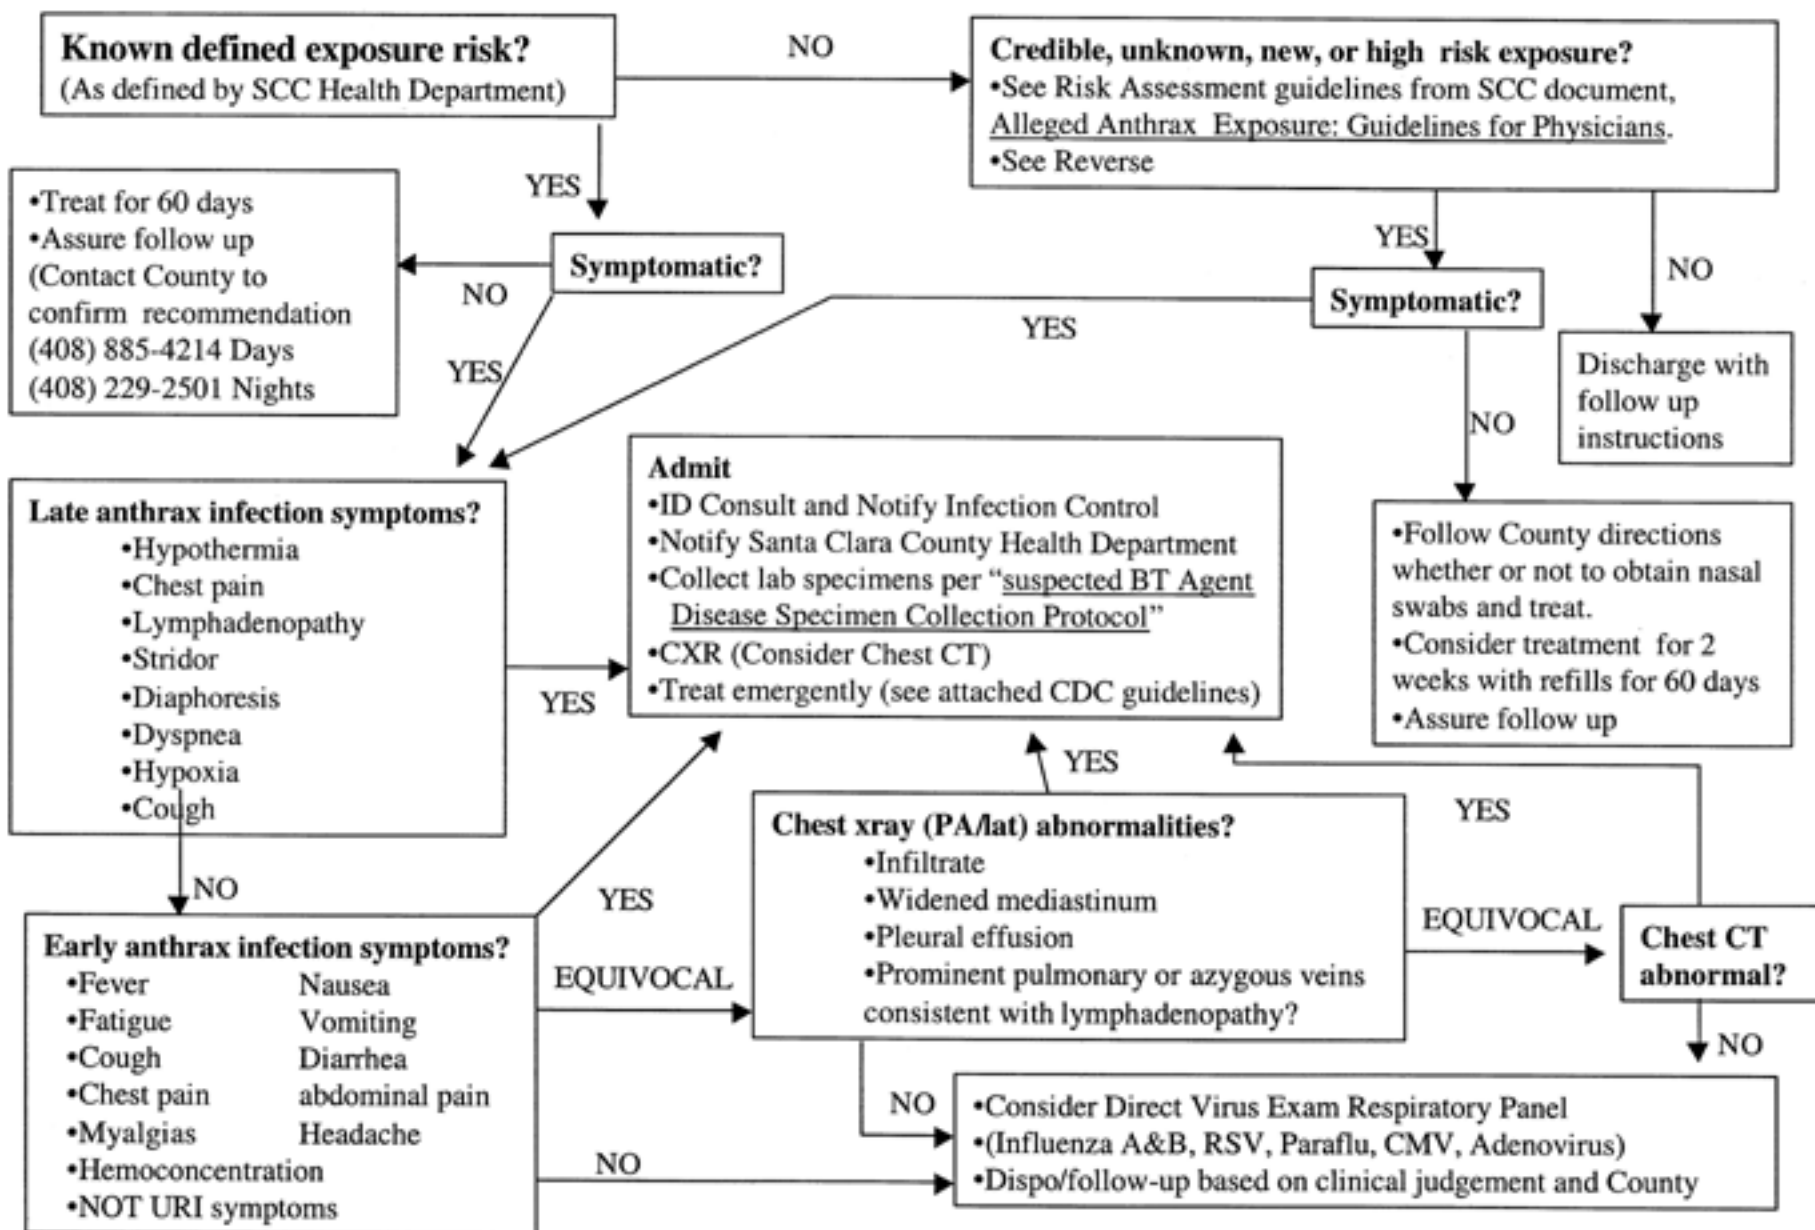 Known defined exposure risk?
(As defined by SCC Health Department)
NO
Credible, unknown, new, or high risk exposure?
•See Risk Assessment guidelines from SCC document,
Alleged Anthrax Exposure: Guidelines for Physicians.
•See Reverse
YES
•Treat for 60 days
•Assure follow up
(Contact County to
confirm recommendation
(408) 885-4214 Days
(408) 229-2501 Nights
Symptomatic?
NO
YES
YES
NO
Symptomatic?
YES
NO
Discharge with
follow up
instructions
•Follow County directions
whether or not to obtain nasal
swabs and treat.
•Consider treatment for 2
weeks with refills for 60 days
•Assure follow up
Late anthrax infection symptoms?
•Hypothermia
•Chest pain
•Lymphadenopathy
•Stridor
•Diaphoresis
•Dyspnea
•Hypoxia
•Cough
YES
NO
Admit
•ID Consult and Notify Infection Control
•Notify Santa Clara County Health Department
•Collect lab specimens per “suspected BT Agent
Disease Specimen Collection Protocol”
•CXR (Consider Chest CT)
•Treat emergently (see attached CDC guidelines)
Early anthrax infection symptoms?
•Fever Nausea
•Fatigue Vomiting
•Cough Diarrhea
•Chest pain abdominal pain
•Myalgias Headache
•Hemoconcentration
•NOT URI symptoms
YES
EQUIVOCAL
NO
Chest xray (PA/lat) abnormalities?
•Infiltrate
•Widened mediastinum
•Pleural effusion
•Prominent pulmonary or azygous veins
consistent with lymphadenopathy?
YES
EQUIVOCAL
NO
Chest CT
abnormal?
YES
NO
•Consider Direct Virus Exam Respiratory Panel
•(Influenza A&B, RSV, Paraflu, CMV, Adenovirus)
•Dispo/follow-up based on clinical judgement and County